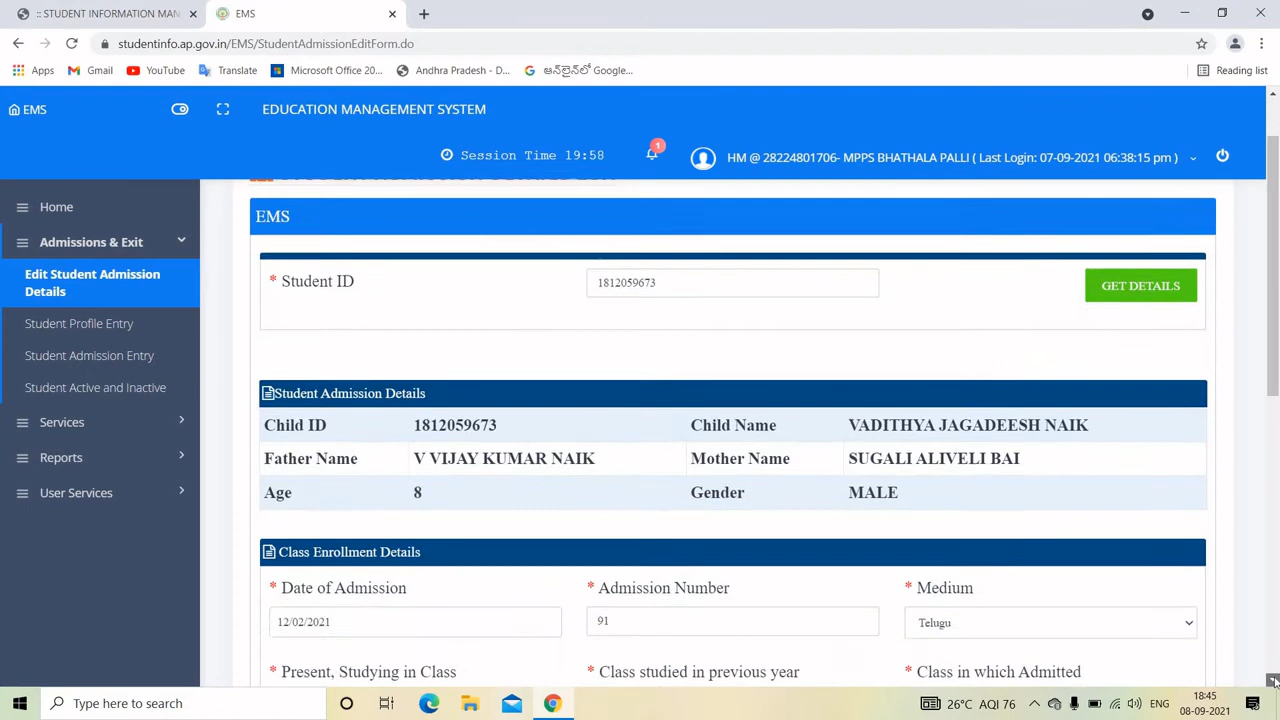 :: STUDENT INFORMATION MAN
EMS
studentinfo.ap.gov.in/EMS/StudentAdmissionEditForm.do
Apps
Gmail
YouTube
Translate
Microsoft Office 20...
Andhra Pradesh - D...
ఆన్‌లైన్‌లో Google...
Reading list
EMS
EDUCATION MANAGEMENT SYSTEM
Session Time 19:58
1
HM @ 28224801706- MPPS BHATHALA PALLI ( Last Login: 07-09-2021 06:38:15 pm )
Home
Admissions & Exit
Edit Student Admission
Details
Student Profile Entry
Student Admission Entry
Student Active and Inactive
Services
Reports
User Services
EMS
* Student ID
1812059673
GET DETAILS
Student Admission Details
Child ID 1812059673 Child Name VADITHYA JAGADEESH NAIK
Father Name V VIJAY KUMAR NAIK Mother Name SUGALI ALIVELI BAI
Age 8 Gender MALE
Class Enrollment Details
* Date of Admission * Admission Number * Medium
12/02/2021 91 Telugu
* Present, Studying in Class * Class studied in previous year * Class in which Admitted
Type here to search
26°C AQI 76
ENG
18:45
08-09-2021